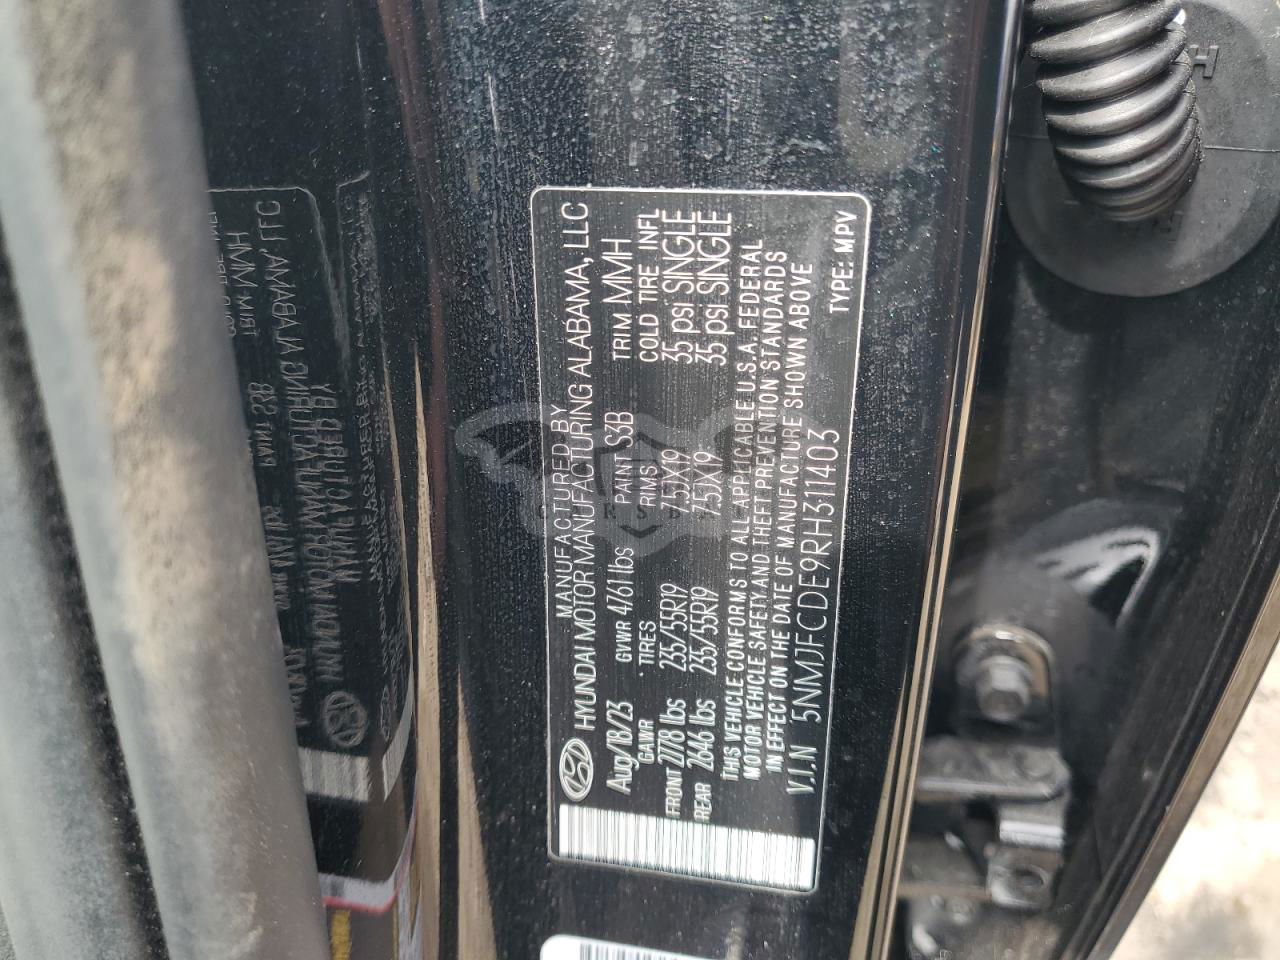 MANUFACTURED BY
HYUNDAI MOTOR MANUFACTURING ALABAMA, LLC
Aug/18/23 GVWR 4761 lbs PAINT S3B TRIM MMH
GAWR TIRES RIMS COLD TIRE INFL
FRONT 2778 lbs 235/55R19 7.5JX19 35 psi SINGLE
REAR 2646 lbs 235/55R19 7.5JX19 35 psi SINGLE
THIS VEHICLE CONFORMS TO ALL APPLICABLE U.S.A. FEDERAL
MOTOR VEHICLE SAFETY AND THEFT PREVENTION STANDARDS
IN EFFECT ON THE DATE OF MANUFACTURE SHOWN ABOVE
V.I.N 5NMJFCDE9RH311403
TYPE: MPV